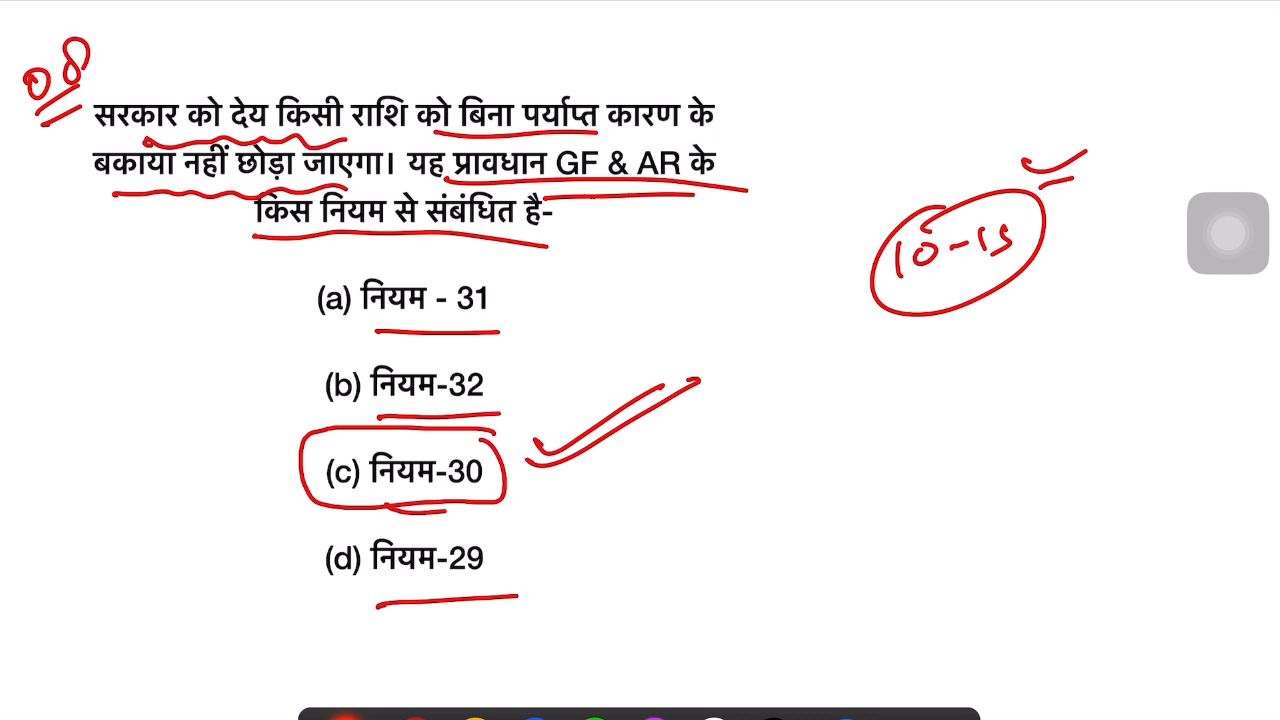 08
सरकार को देय किसी राशि को बिना पर्याप्त कारण के
बकाया नहीं छोड़ा जाएगा। यह प्रावधान GF & AR के
किस नियम से संबंधित है-
10-15
(a) नियम - 31
(b) नियम-32
(c) नियम-30
(d) नियम-29